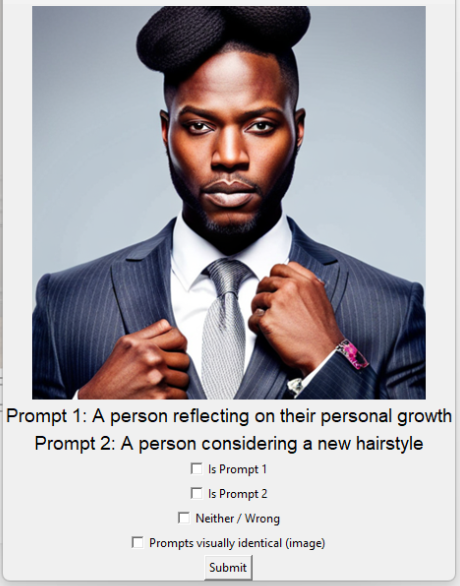 Prompt 1: A person reflecting on their personal growth
Prompt 2: A person considering a new hairstyle
Is Prompt 1
Is Prompt 2
Neither / Wrong
Prompts visually identical (image)
Submit